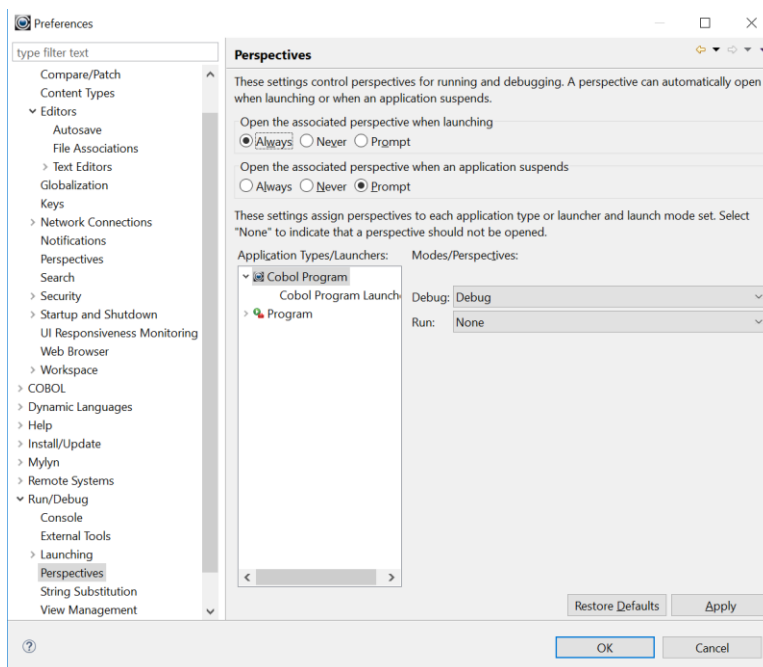 Preferences
type filter text
Compare/Patch
Content Types
Editors
Autosave
File Associations
Text Editors
Globalization
Keys
Network Connections
Notifications
Perspectives
Search
Security
Startup and Shutdown
UI Responsiveness Monitoring
Web Browser
Workspace
COBOL
Dynamic Languages
Help
Install/Update
Mylyn
Remote Systems
Run/Debug
Console
External Tools
Launching
Perspectives
String Substitution
View Management
Perspectives
These settings control perspectives for running and debugging. A perspective can automatically open
when launching or when an application suspends.
Open the associated perspective when launching
Always Never Prompt
Open the associated perspective when an application suspends
Always Never Prompt
These settings assign perspectives to each application type or launcher and launch mode set. Select
"None" to indicate that a perspective should not be opened.
Application Types/Launchers: Modes/Perspectives:
Cobol Program
Cobol Program Launch
Program
Debug: Debug
Run: None
Restore Defaults Apply
OK Cancel